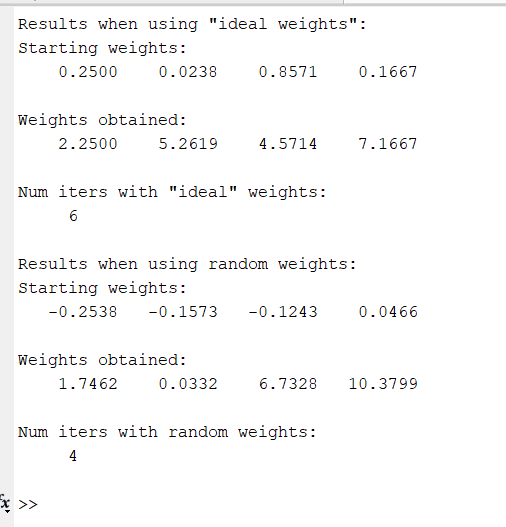 Results when using "ideal weights":
Starting weights:
0.2500 0.0238 0.8571 0.1667
Weights obtained:
2.2500 5.2619 4.5714 7.1667
Num iters with "ideal" weights:
6
Results when using random weights:
Starting weights:
-0.2538 -0.1573 -0.1243 0.0466
Weights obtained:
1.7462 0.0332 6.7328 10.3799
Num iters with random weights:
4
fx >>